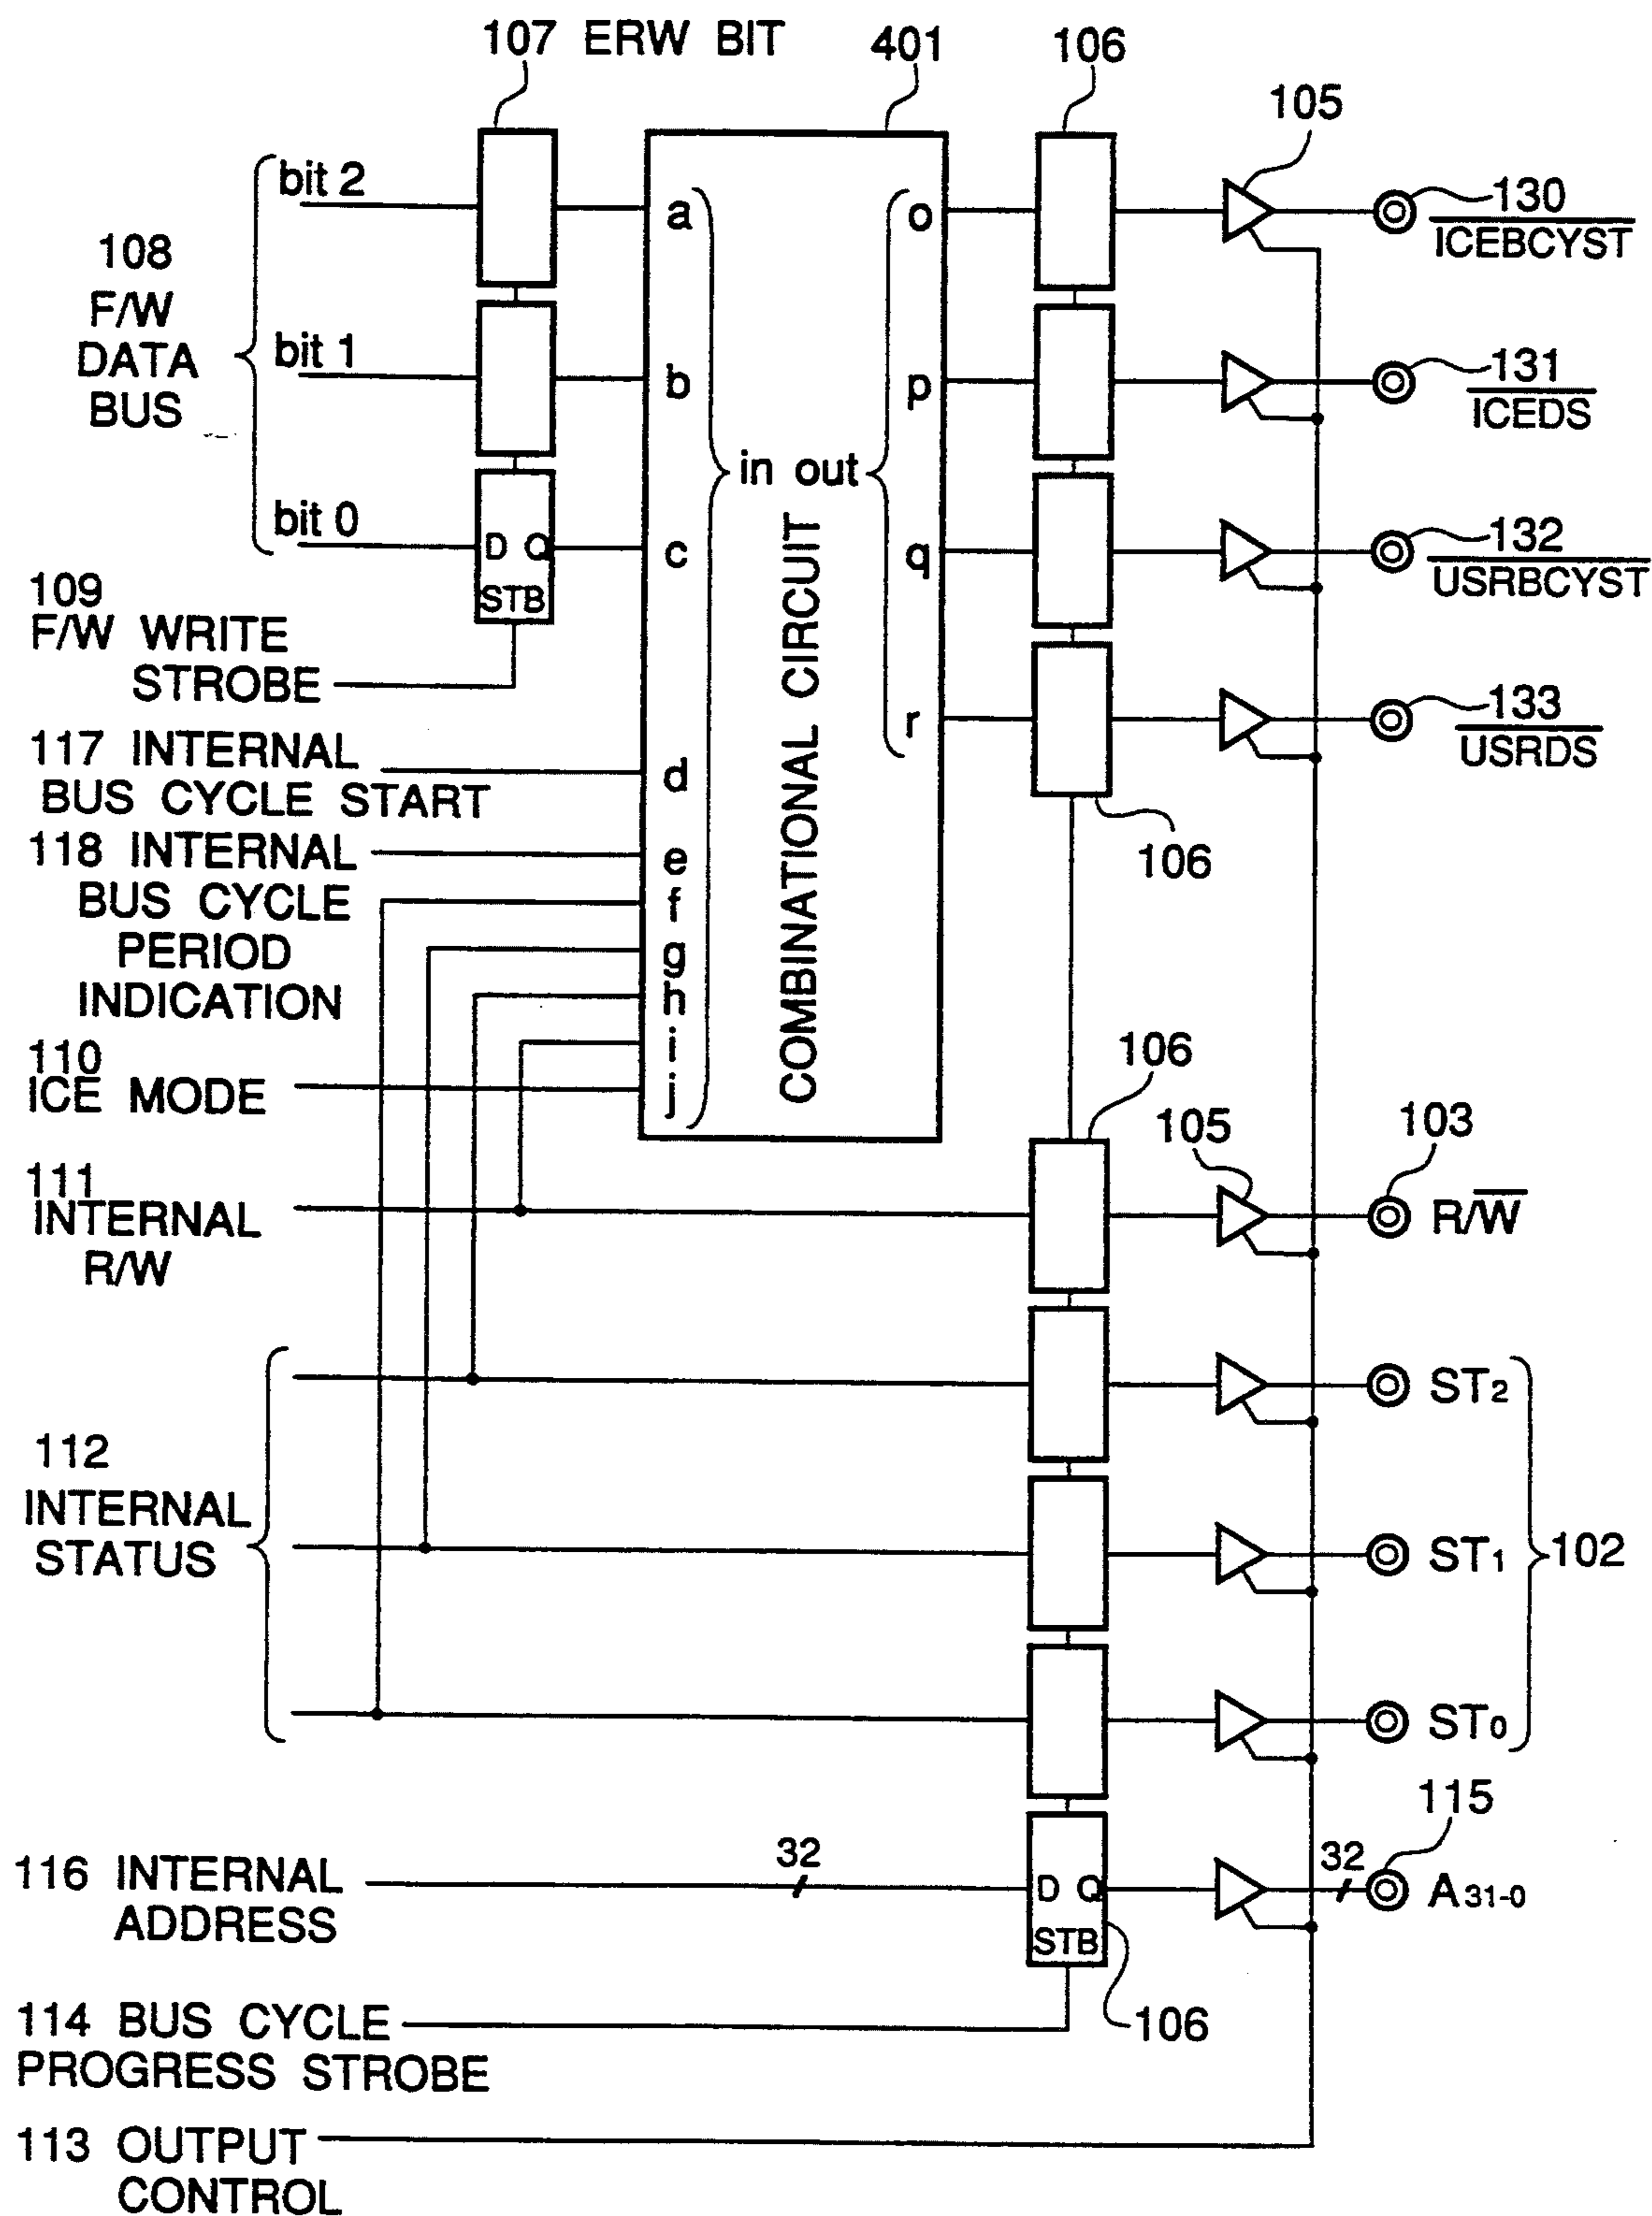 107 ERW BIT
401
106
105
bit 2
a
o
130
ICEBCYST
108
F/W
DATA
BUS
bit 1
b
p
131
ICEDS
in out
bit 0
D Q
STB
c
q
132
USRBCYST
109
F/W WRITE
STROBE
r
133
USRDS
COMBINATIONAL CIRCUIT
117 INTERNAL
BUS CYCLE START
d
106
118 INTERNAL
BUS CYCLE
PERIOD
INDICATION
e
f
g
h
i
j
110
ICE MODE
106
105
103
111
INTERNAL
R/W
R/W
112
INTERNAL
STATUS
ST2
ST1
102
ST0
115
116 INTERNAL
ADDRESS
32
D Q
STB
32
A31-0
106
114 BUS CYCLE
PROGRESS STROBE
113 OUTPUT
CONTROL